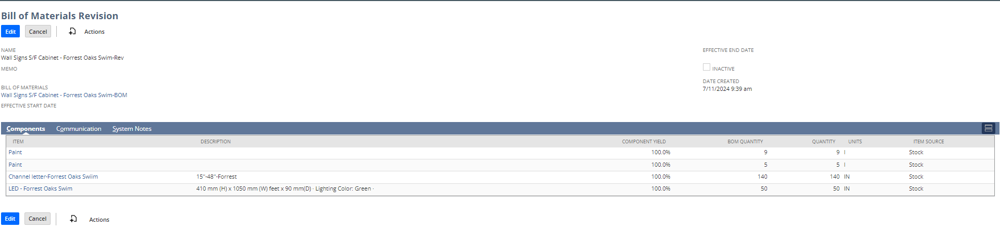 Bill of Materials Revision
Edit Cancel Actions
NAME
Wall Signs S/F Cabinet - Forrest Oaks Swim-Rev
MEMO
BILL OF MATERIALS
Wall Signs S/F Cabinet - Forrest Oaks Swim-BOM
EFFECTIVE START DATE
EFFECTIVE END DATE
INACTIVE
DATE CREATED
7/11/2024 9:39 am
Components Communication System Notes
ITEM DESCRIPTION COMPONENT YIELD BOM QUANTITY QUANTITY UNITS ITEM SOURCE
Paint 100.0% 9 9 l Stock
Paint 100.0% 5 5 l Stock
Channel letter-Forrest Oaks Swiim 15"-48"-Forrest 100.0% 140 140 IN Stock
LED - Forrest Oaks Swim 410 mm (H) x 1050 mm (W) feet x 90 mm(D) · Lighting Color: Green · 100.0% 50 50 IN Stock
Edit Cancel Actions